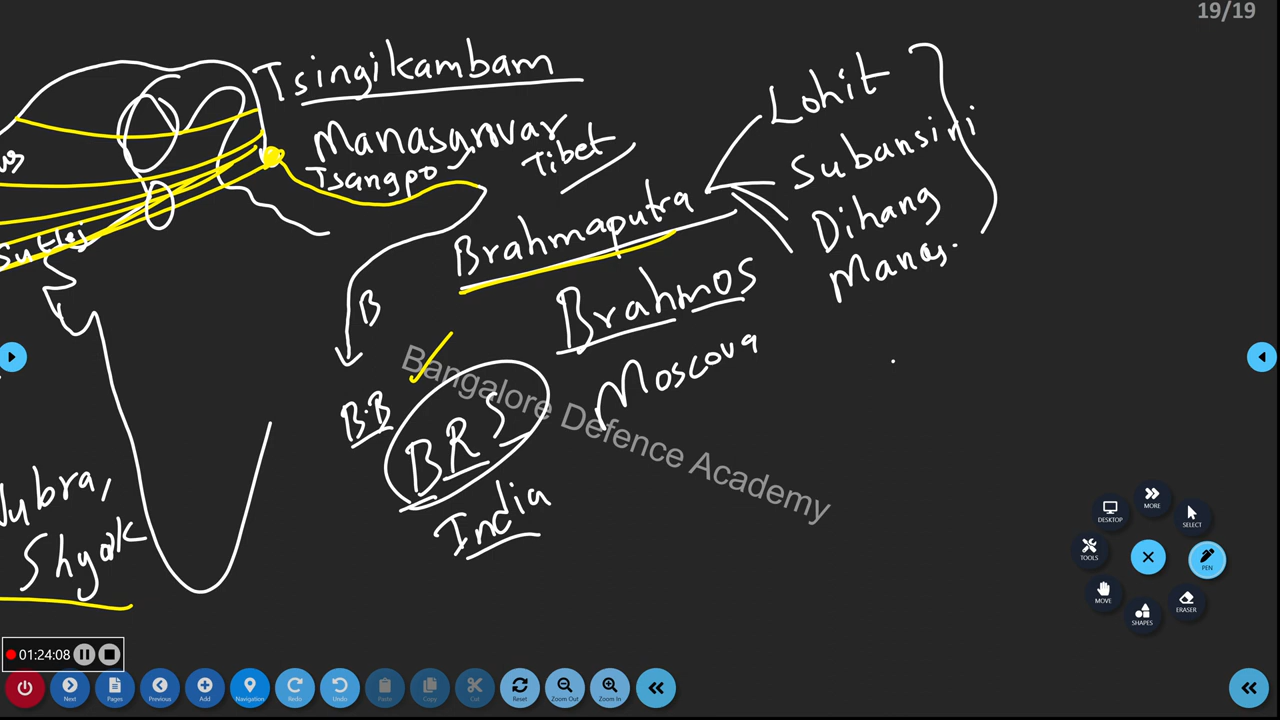 19/19
Tsingikambam
Manasarovar
Tsangpo
Tibet
Lohit
Subansiri
Dihang
Manas.
Brahmaputra
Sutlej
B
Brahmos
Moscova
B.B
BRS
India
Bangalore Defence Academy
Nubra,
Shyok
MORE
DESKTOP
SELECT
TOOLS
PEN
MOVE
ERASER
SHAPES
01:24:08
Next
Pages
Previous
Add
Navigation
Redo
Undo
Paste
Copy
Cut
Reset
Zoom Out
Zoom In